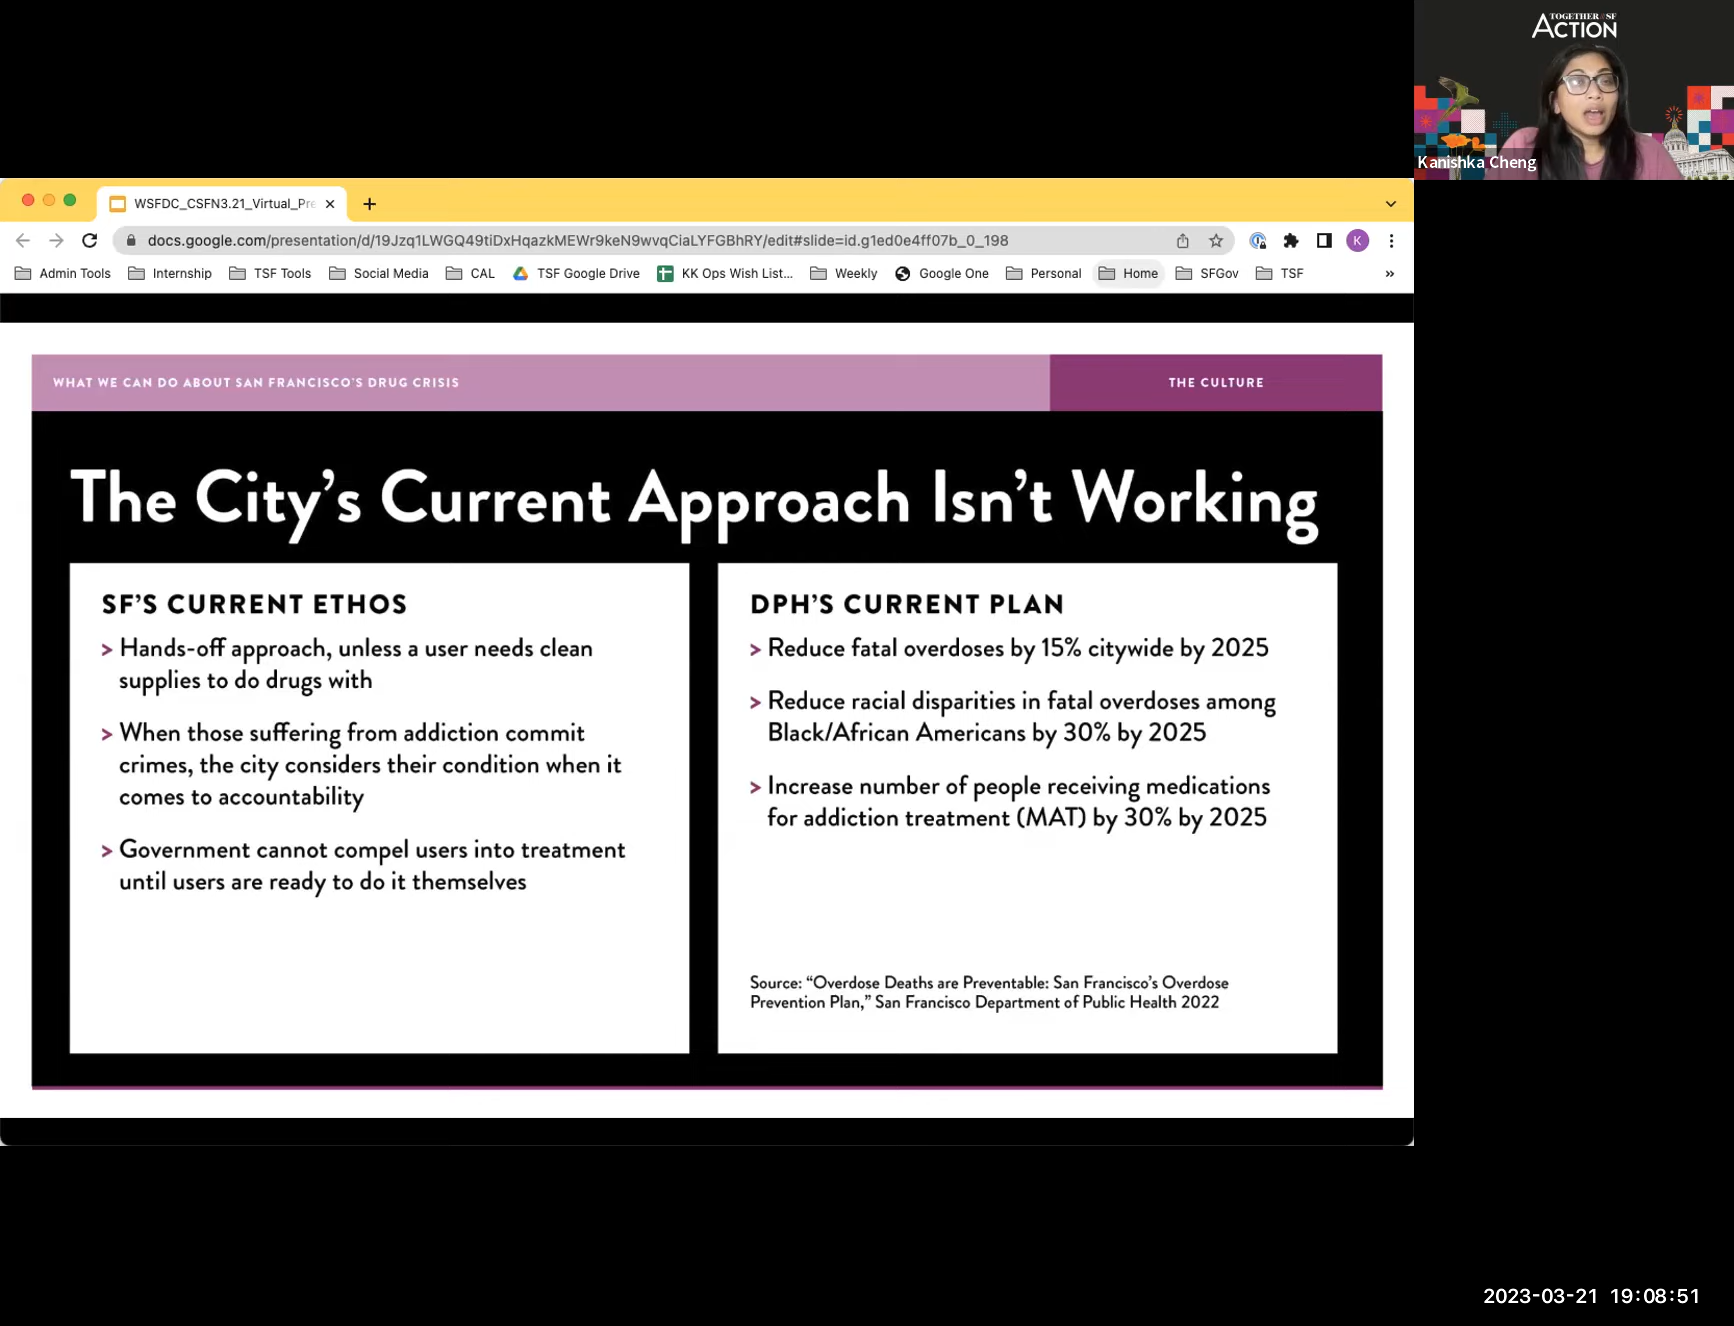 TOGETHER SF
ACTION
Kanishka Cheng
WSFDC_CSFN3.21_Virtual_Pre
docs.google.com/presentation/d/19Jzq1LWGQ49tiDxHqazkMEWr9keN9wvqCiaLYFGBhRY/edit#slide=id.g1ed0e4ff07b_0_198
K
Admin Tools Internship TSF Tools Social Media CAL TSF Google Drive KK Ops Wish List... Weekly Google One Personal Home SFGov TSF »
WHAT WE CAN DO ABOUT SAN FRANCISCO'S DRUG CRISIS
THE CULTURE
The City’s Current Approach Isn’t Working
SF’S CURRENT ETHOS
> Hands-off approach, unless a user needs clean
supplies to do drugs with
> When those suffering from addiction commit
crimes, the city considers their condition when it
comes to accountability
> Government cannot compel users into treatment
until users are ready to do it themselves
DPH’S CURRENT PLAN
> Reduce fatal overdoses by 15% citywide by 2025
> Reduce racial disparities in fatal overdoses among
Black/African Americans by 30% by 2025
> Increase number of people receiving medications
for addiction treatment (MAT) by 30% by 2025
Source: “Overdose Deaths are Preventable: San Francisco’s Overdose
Prevention Plan,” San Francisco Department of Public Health 2022
2023-03-21 19:08:51